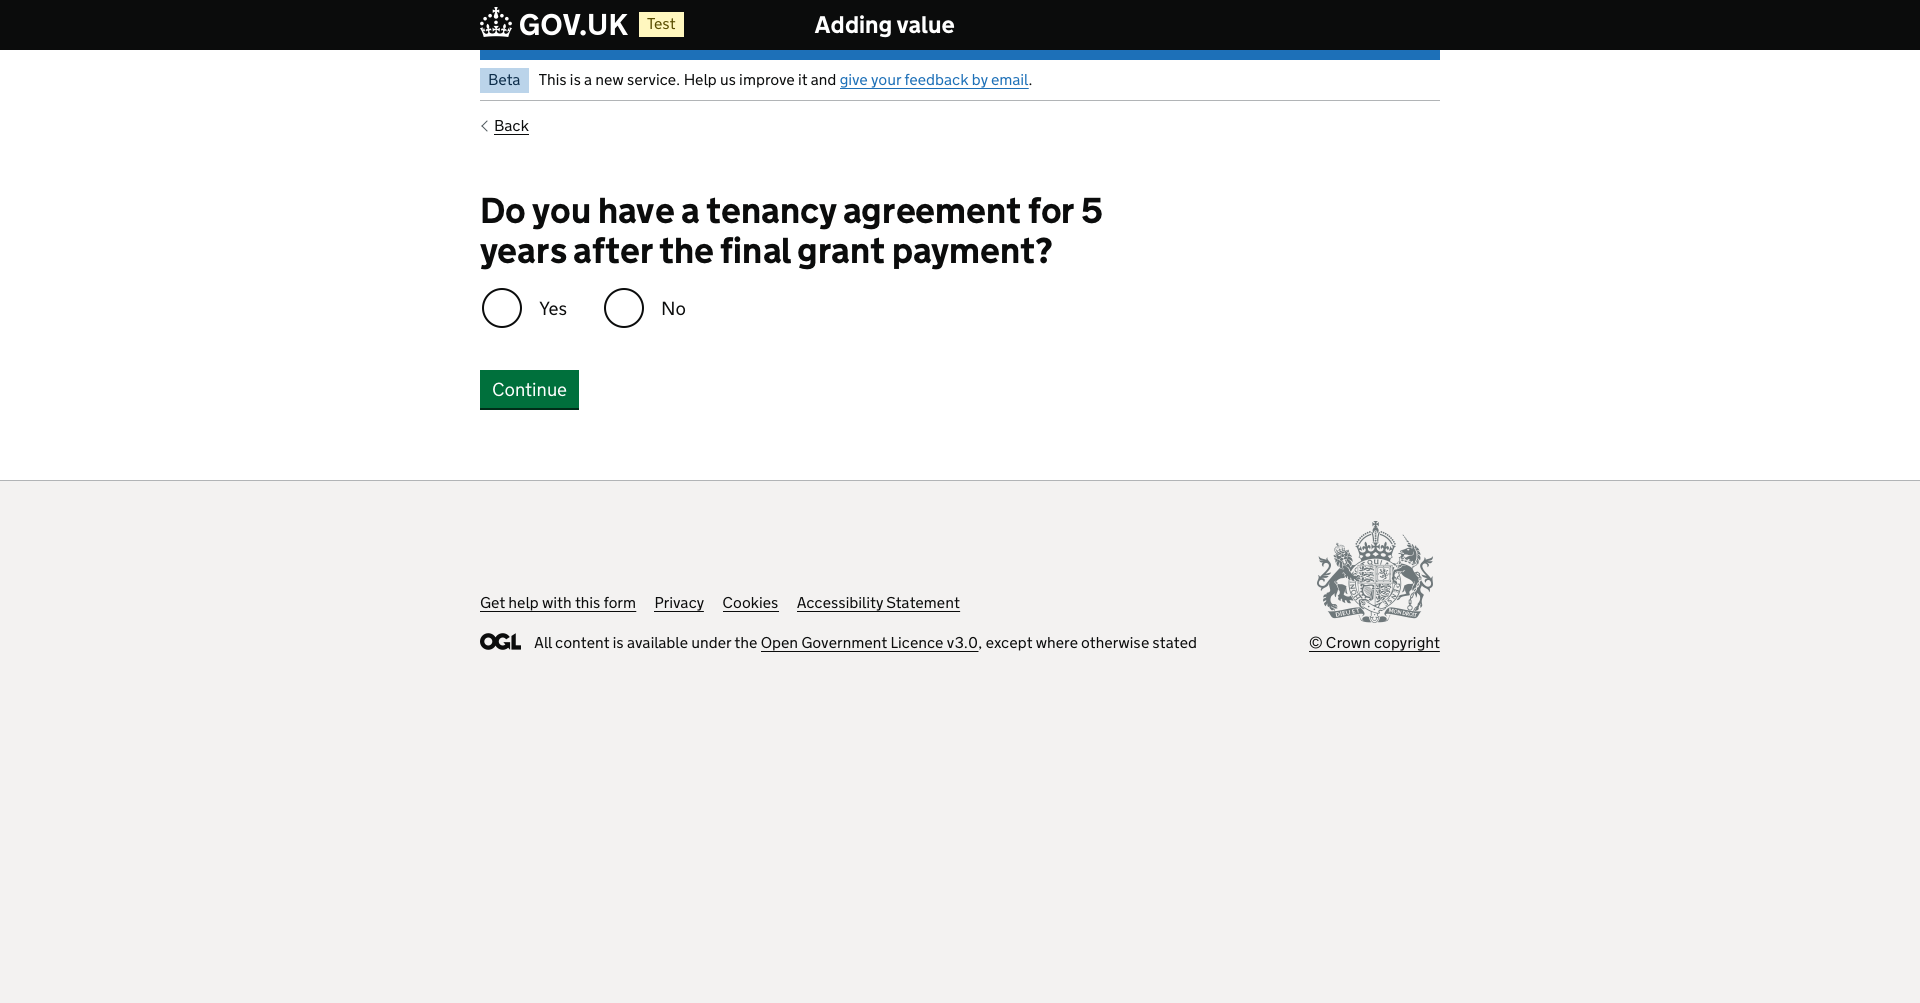 GOV.UK Test Adding value
Beta This is a new service. Help us improve it and give your feedback by email.
Back
Do you have a tenancy agreement for 5
years after the final grant payment?
Yes No
Continue
Get help with this form Privacy Cookies Accessibility Statement
OGL All content is available under the Open Government Licence v3.0, except where otherwise stated
© Crown copyright